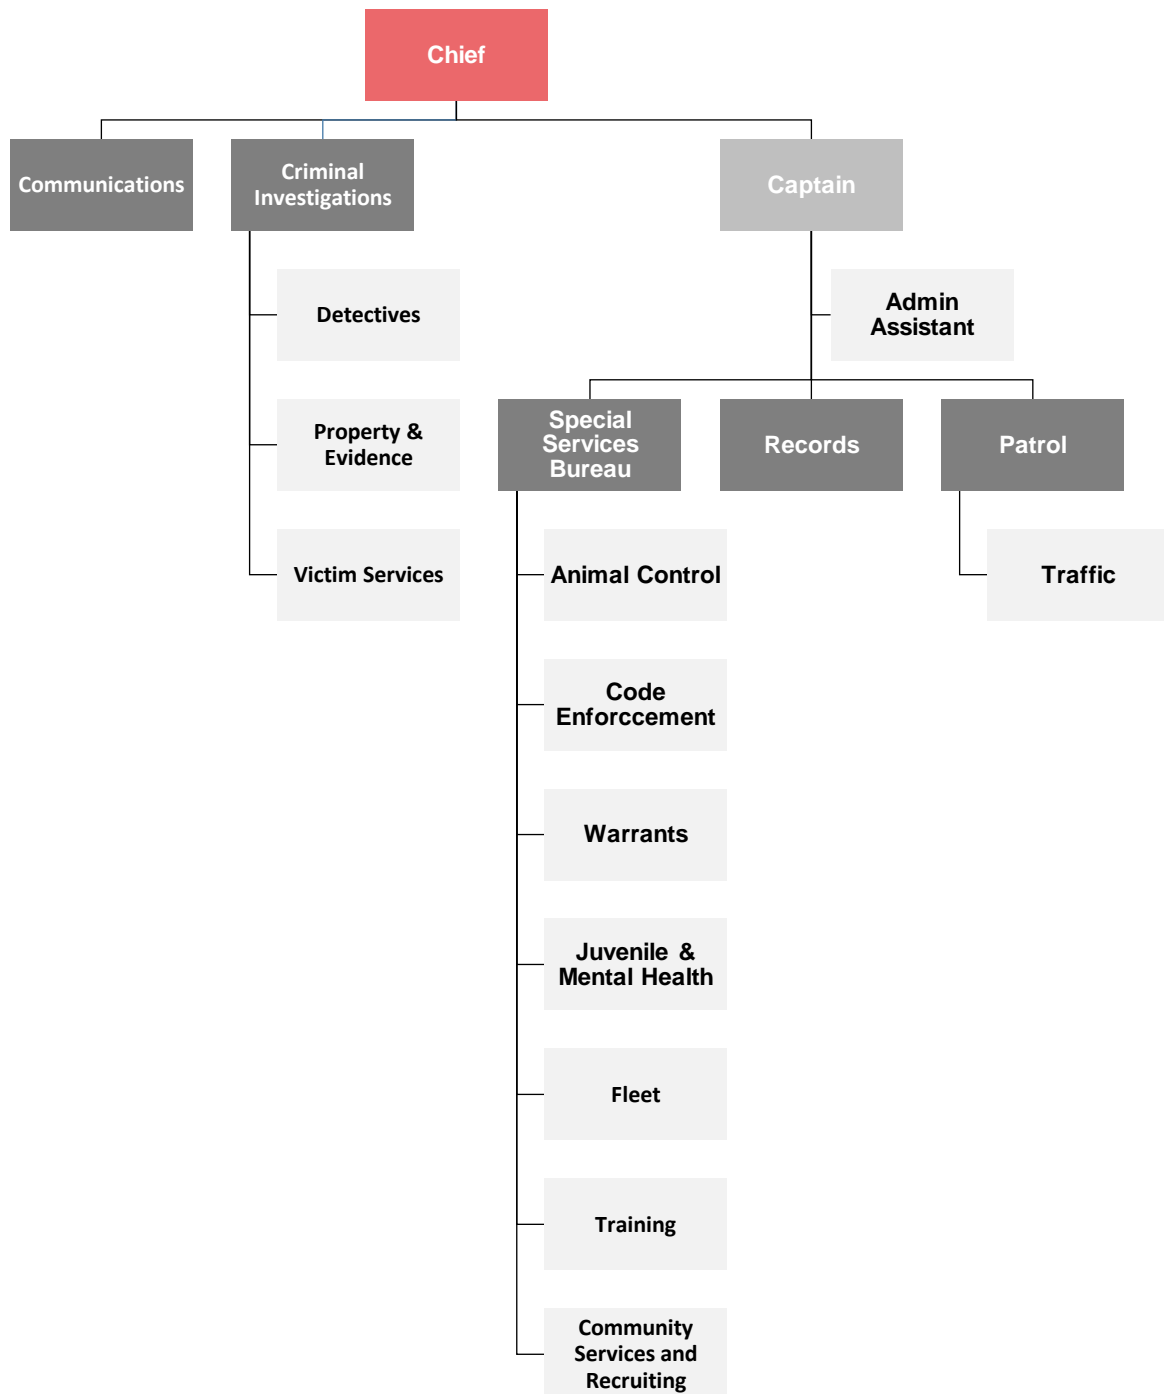 Chief
Communications
Criminal
Investigations
Captain
Detectives
Admin
Assistant
Property &
Evidence
Special
Services
Bureau
Records
Patrol
Victim Services
Animal Control
Traffic
Code
Enforccement
Warrants
Juvenile &
Mental Health
Fleet
Training
Community
Services and
Recruiting